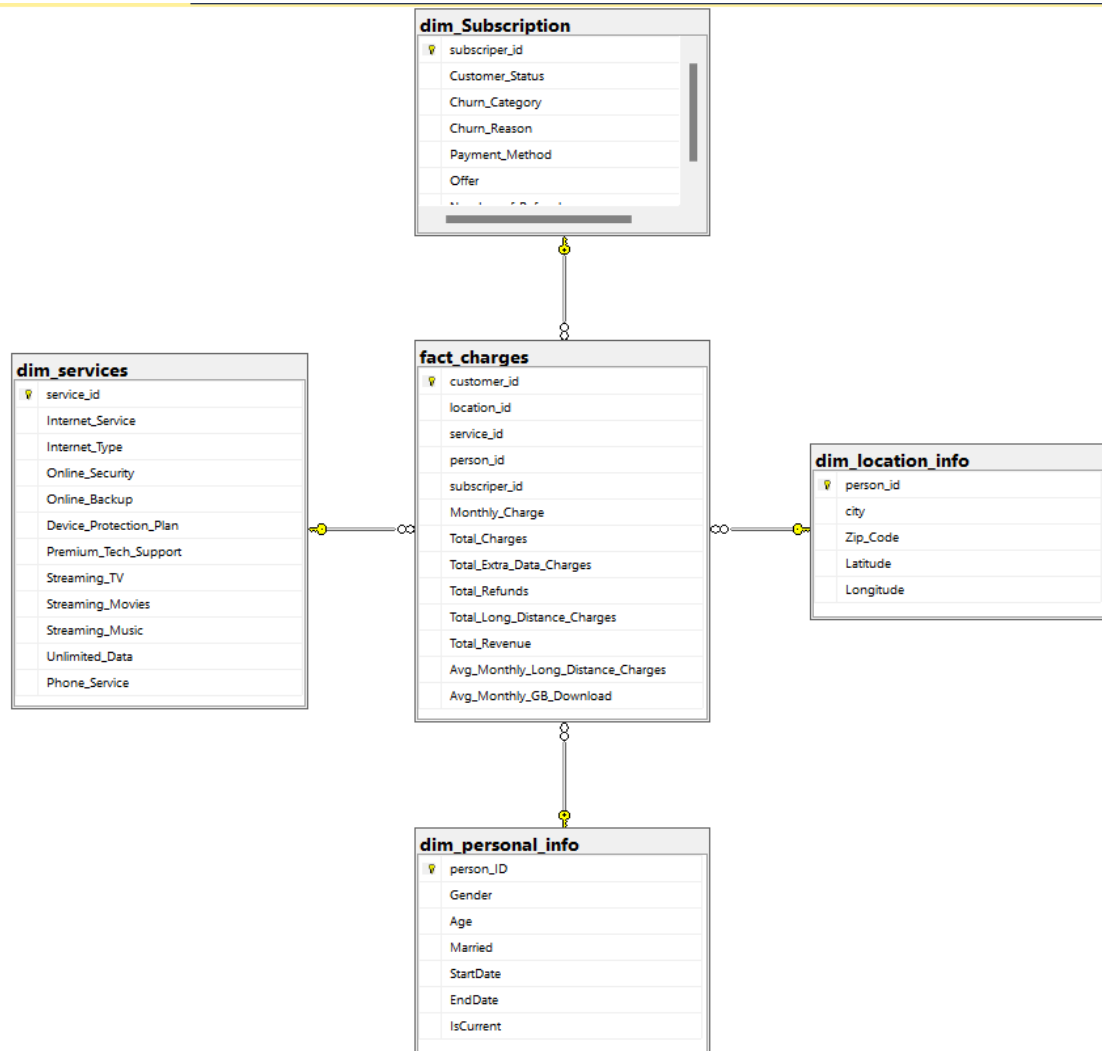 dim_Subscription
subscriper_id
Customer_Status
Churn_Category
Churn_Reason
Payment_Method
Offer
dim_services
service_id
Internet_Service
Internet_Type
Online_Security
Online_Backup
Device_Protection_Plan
Premium_Tech_Support
Streaming_TV
Streaming_Movies
Streaming_Music
Unlimited_Data
Phone_Service
fact_charges
customer_id
location_id
service_id
person_id
subscriper_id
Monthly_Charge
Total_Charges
Total_Extra_Data_Charges
Total_Refunds
Total_Long_Distance_Charges
Total_Revenue
Avg_Monthly_Long_Distance_Charges
Avg_Monthly_GB_Download
dim_location_info
person_id
city
Zip_Code
Latitude
Longitude
dim_personal_info
person_ID
Gender
Age
Married
StartDate
EndDate
IsCurrent